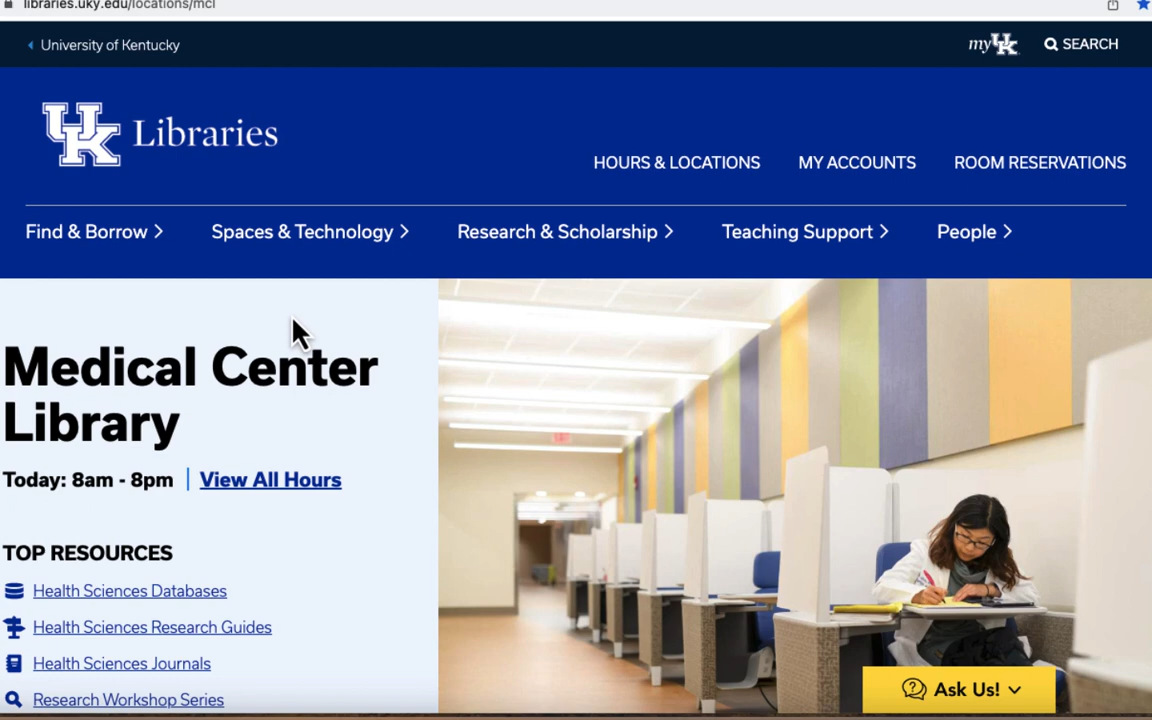 libraries.uky.edu/locations/mcl
University of Kentucky
myUK
SEARCH
UK Libraries
HOURS & LOCATIONS
MY ACCOUNTS
ROOM RESERVATIONS
Find & Borrow
Spaces & Technology
Research & Scholarship
Teaching Support
People
Medical Center
Library
Today: 8am - 8pm | View All Hours
TOP RESOURCES
Health Sciences Databases
Health Sciences Research Guides
Health Sciences Journals
Research Workshop Series
Ask Us!